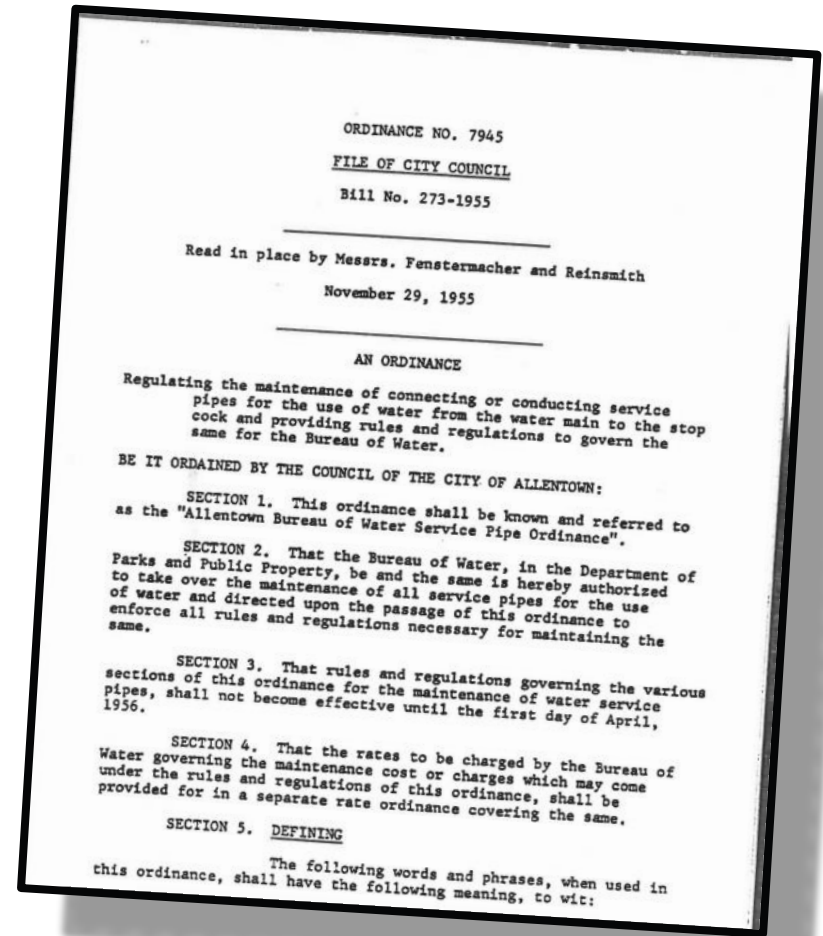 ORDINANCE NO. 7945
FILE OF CITY COUNCIL
Bill No. 273-1955
Read in place by Messrs. Fenstermacher and Reinsmith
November 29, 1955
AN ORDINANCE
Regulating the maintenance of connecting or conducting service
pipes for the use of water from the water main to the stop
cock and providing rules and regulations to govern the
same for the Bureau of Water.
BE IT ORDAINED BY THE COUNCIL OF THE CITY OF ALLENTOWN:
SECTION 1. This ordinance shall be known and referred to
as the "Allentown Bureau of Water Service Pipe Ordinance".
SECTION 2. That the Bureau of Water, in the Department of
Parks and Public Property, be and the same is hereby authorized
to take over the maintenance of all service pipes for the use
of water and directed upon the passage of this ordinance to
enforce all rules and regulations necessary for maintaining the
same.
SECTION 3. That rules and regulations governing the various
sections of this ordinance for the maintenance of water service
pipes, shall not become effective until the first day of April,
1956.
SECTION 4. That the rates to be charged by the Bureau of
Water governing the maintenance cost or charges which may come
under the rules and regulations of this ordinance, shall be
provided for in a separate rate ordinance covering the same.
SECTION 5. DEFINING
The following words and phrases, when used in
this ordinance, shall have the following meaning, to wit: